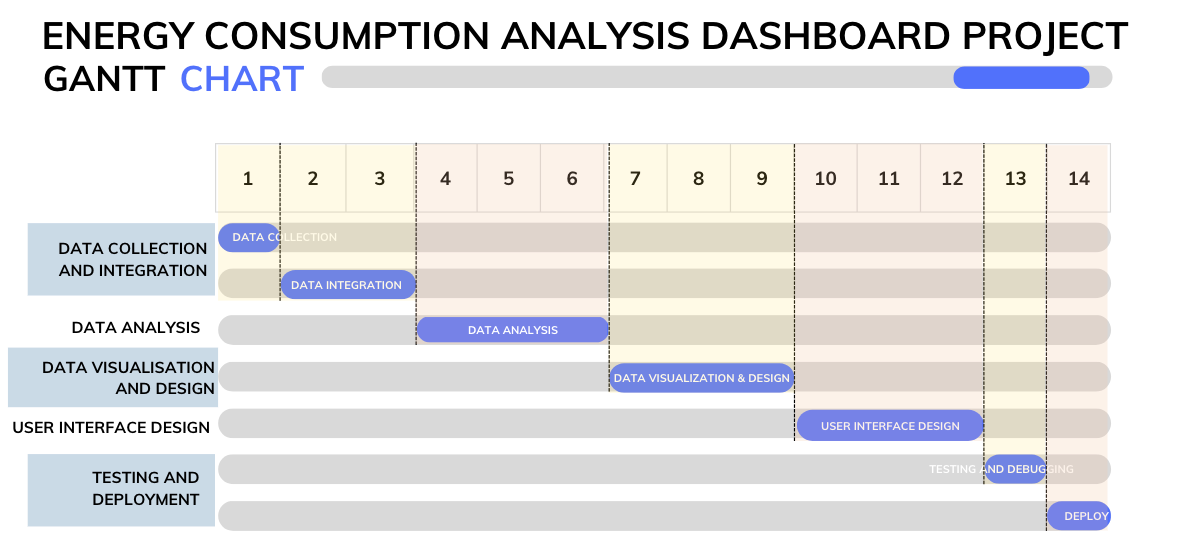 ENERGY CONSUMPTION ANALYSIS DASHBOARD PROJECT
GANTT CHART
1 2 3 4 5 6 7 8 9 10 11 12 13 14
DATA COLLECTION
AND INTEGRATION
DATA COLLECTION
DATA INTEGRATION
DATA ANALYSIS
DATA ANALYSIS
DATA VISUALISATION
AND DESIGN
DATA VISUALIZATION & DESIGN
USER INTERFACE DESIGN
USER INTERFACE DESIGN
TESTING AND
DEPLOYMENT
TESTING AND DEBUGGING
DEPLOY